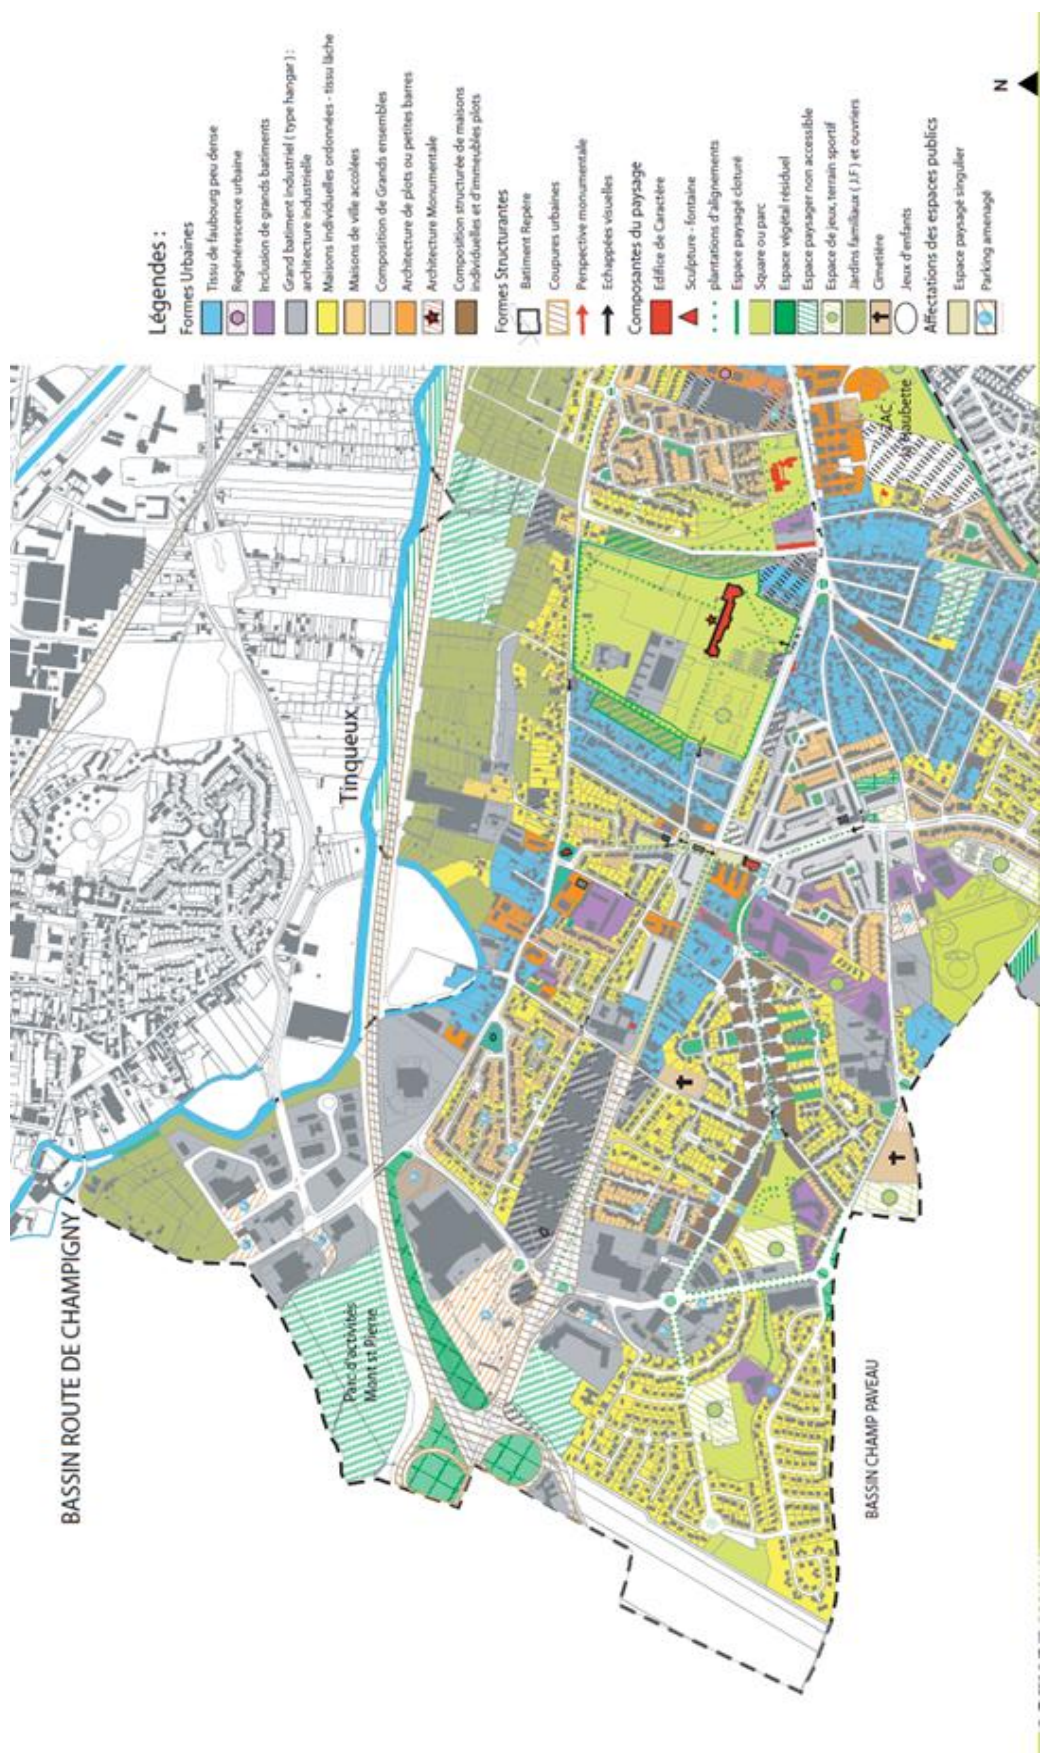 Légendes :
Formes Urbaines
Tissu de faubourg peu dense
Regénérescence urbaine
Inclusion de grands batiments
Grand batiment industriel ( type hangar ) :
architecture industrielle
Maisons individuelles ordonnées - tissu lâche
Maisons de ville accolées
Composition de Grands ensembles
Architecture de plots ou petites barres
Architecture Monumentale
Composition structurée de maisons
individuelles et d'immeubles plots
Formes Structurantes
Batiment Repère
Coupures urbaines
Perspective monumentale
Echappées visuelles
Composantes du paysage
Edifice de Caractère
Sculpture - fontaine
plantations d'alignements
Espace paysagé cloturé
Square ou parc
Espace végétal résiduel
Espace paysager non accessible
Espace de jeux, terrain sportif
Jardins familiaux ( J.F ) et ouvriers
Cimetière
Jeux d'enfants
Affectations des espaces publics
Espace paysagé singulier
Parking amenagé
N
BASSIN ROUTE DE CHAMPIGNY
Tinqueux
Parc d'activités
Mont st Pierre
ZAC
BASSIN CHAMP PAVEAU